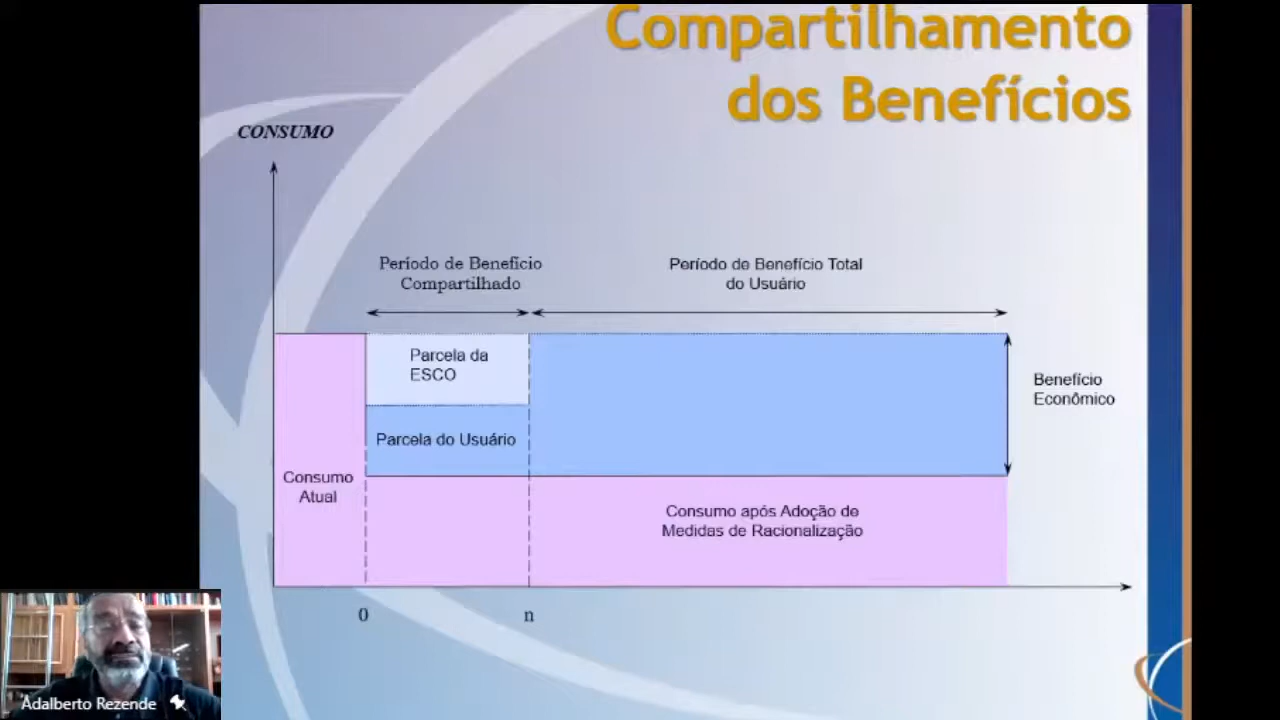 Compartilhamento
dos Benefícios
CONSUMO
Período de Benefício
Compartilhado
Período de Benefício Total
do Usuário
Parcela da
ESCO
Benefício
Econômico
Parcela do Usuário
Consumo
Atual
Consumo após Adoção de
Medidas de Racionalização
0
n
Adalberto Rezende